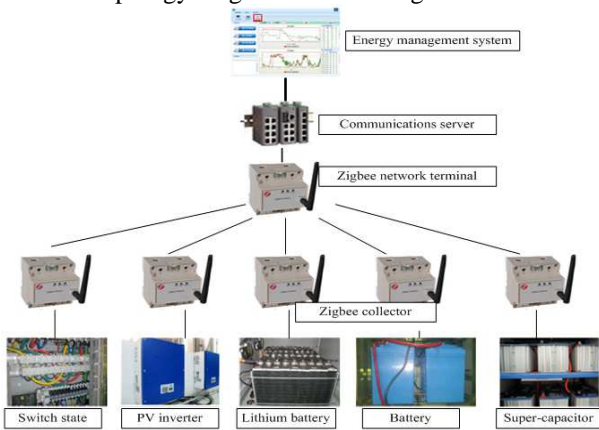 Energy management system
Communications server
Zigbee network terminal
Zigbee collector
Switch state
PV inverter
Lithium battery
Battery
Super-capacitor